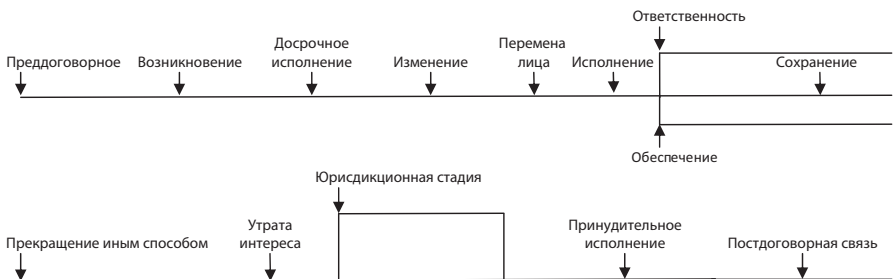 Ответственность
Преддоговорное
Возникновение
Досрочное
исполнение
Изменение
Перемена
лица
Исполнение
Сохранение
Обеспечение
Юрисдикционная стадия
Прекращение иным способом
Утрата
интереса
Принудительное
исполнение
Постдоговорная связь